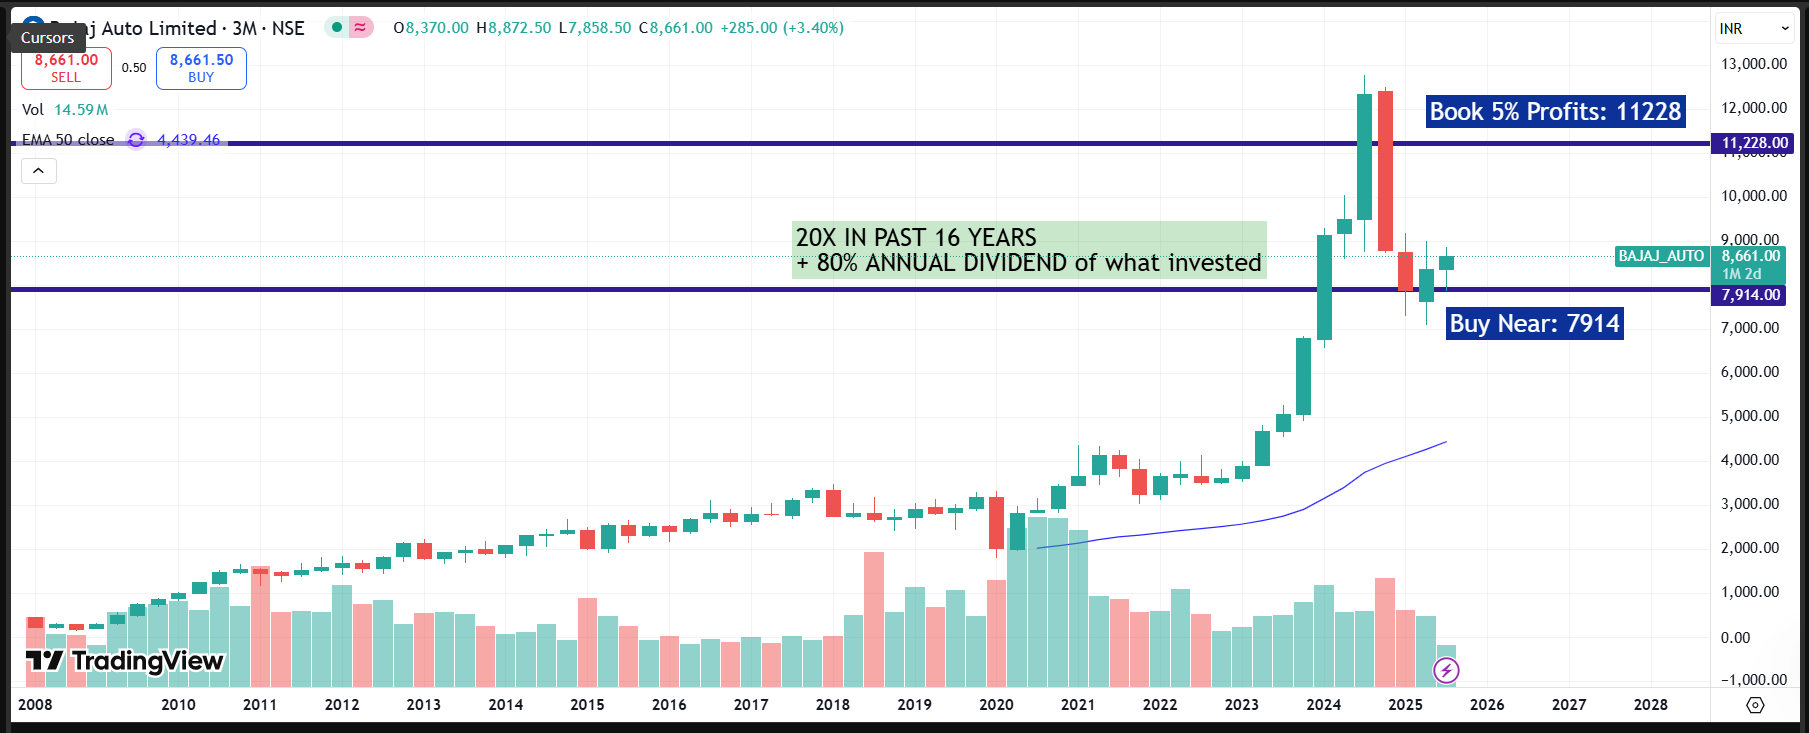 aj Auto Limited · 3M · NSE
O8,370.00 H8,872.50 L7,858.50 C8,661.00 +285.00 (+3.40%)
INR
Cursors
8,661.00
SELL
0.50
8,661.50
BUY
Vol 14.59 M
EMA 50 close 4,439.46
13,000.00
12,000.00
Book 5% Profits: 11228
11,228.00
11,000.00
10,000.00
9,000.00
20X IN PAST 16 YEARS
+ 80% ANNUAL DIVIDEND of what invested
BAJAJ_AUTO
8,661.00
1M 2d
7,914.00
Buy Near: 7914
7,000.00
6,000.00
5,000.00
4,000.00
3,000.00
2,000.00
1,000.00
0.00
−1,000.00
TradingView
2008 2010 2011 2012 2013 2014 2015 2016 2017 2018 2019 2020 2021 2022 2023 2024 2025 2026 2027 2028